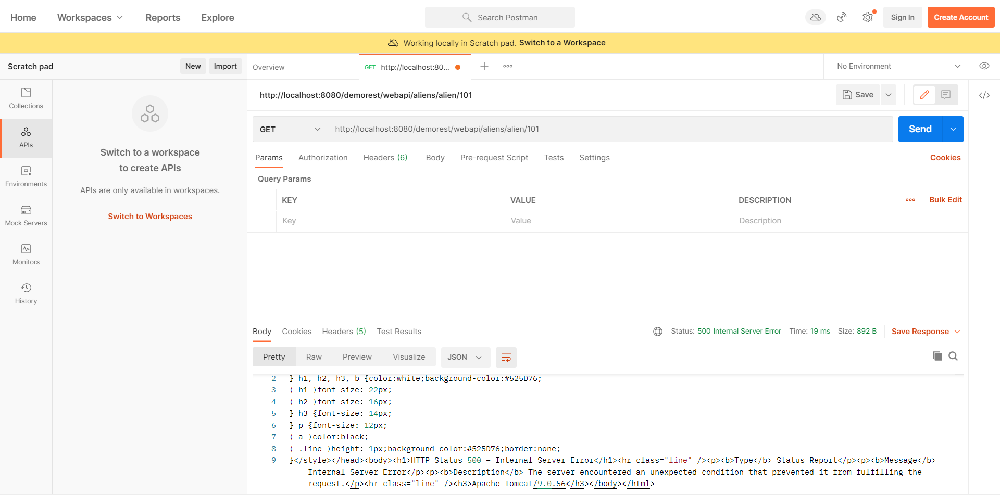 Home Workspaces Reports Explore Search Postman Sign In Create Account
Working locally in Scratch pad. Switch to a Workspace
Scratch pad New Import Overview GET http://localhost:80... No Environment
http://localhost:8080/demorest/webapi/aliens/alien/101 Save
Collections
APIs
Environments
Mock Servers
Monitors
History
Switch to a workspace
to create APIs
APIs are only available in workspaces.
Switch to Workspaces
GET http://localhost:8080/demorest/webapi/aliens/alien/101 Send
Params Authorization Headers (6) Body Pre-request Script Tests Settings Cookies
Query Params
KEY VALUE DESCRIPTION Bulk Edit
Key Value Description
Body Cookies Headers (5) Test Results Status: 500 Internal Server Error Time: 19 ms Size: 892 B Save Response
Pretty Raw Preview Visualize JSON
2 } h1, h2, h3, b {color:white;background-color:#525D76;
3 } h1 {font-size: 22px;
4 } h2 {font-size: 16px;
5 } h3 {font-size: 14px;
6 } p {font-size: 12px;
7 } a {color:black;
8 } .line {height: 1px;background-color:#525D76;border:none;
9 }</style></head><body><h1>HTTP Status 500 – Internal Server Error</h1><hr class="line" /><p><b>Type</b> Status Report</p><p><b>Message</b>
Internal Server Error</p><p><b>Description</b> The server encountered an unexpected condition that prevented it from fulfilling the
request.</p><hr class="line" /><h3>Apache Tomcat/9.0.56</h3></body></html>